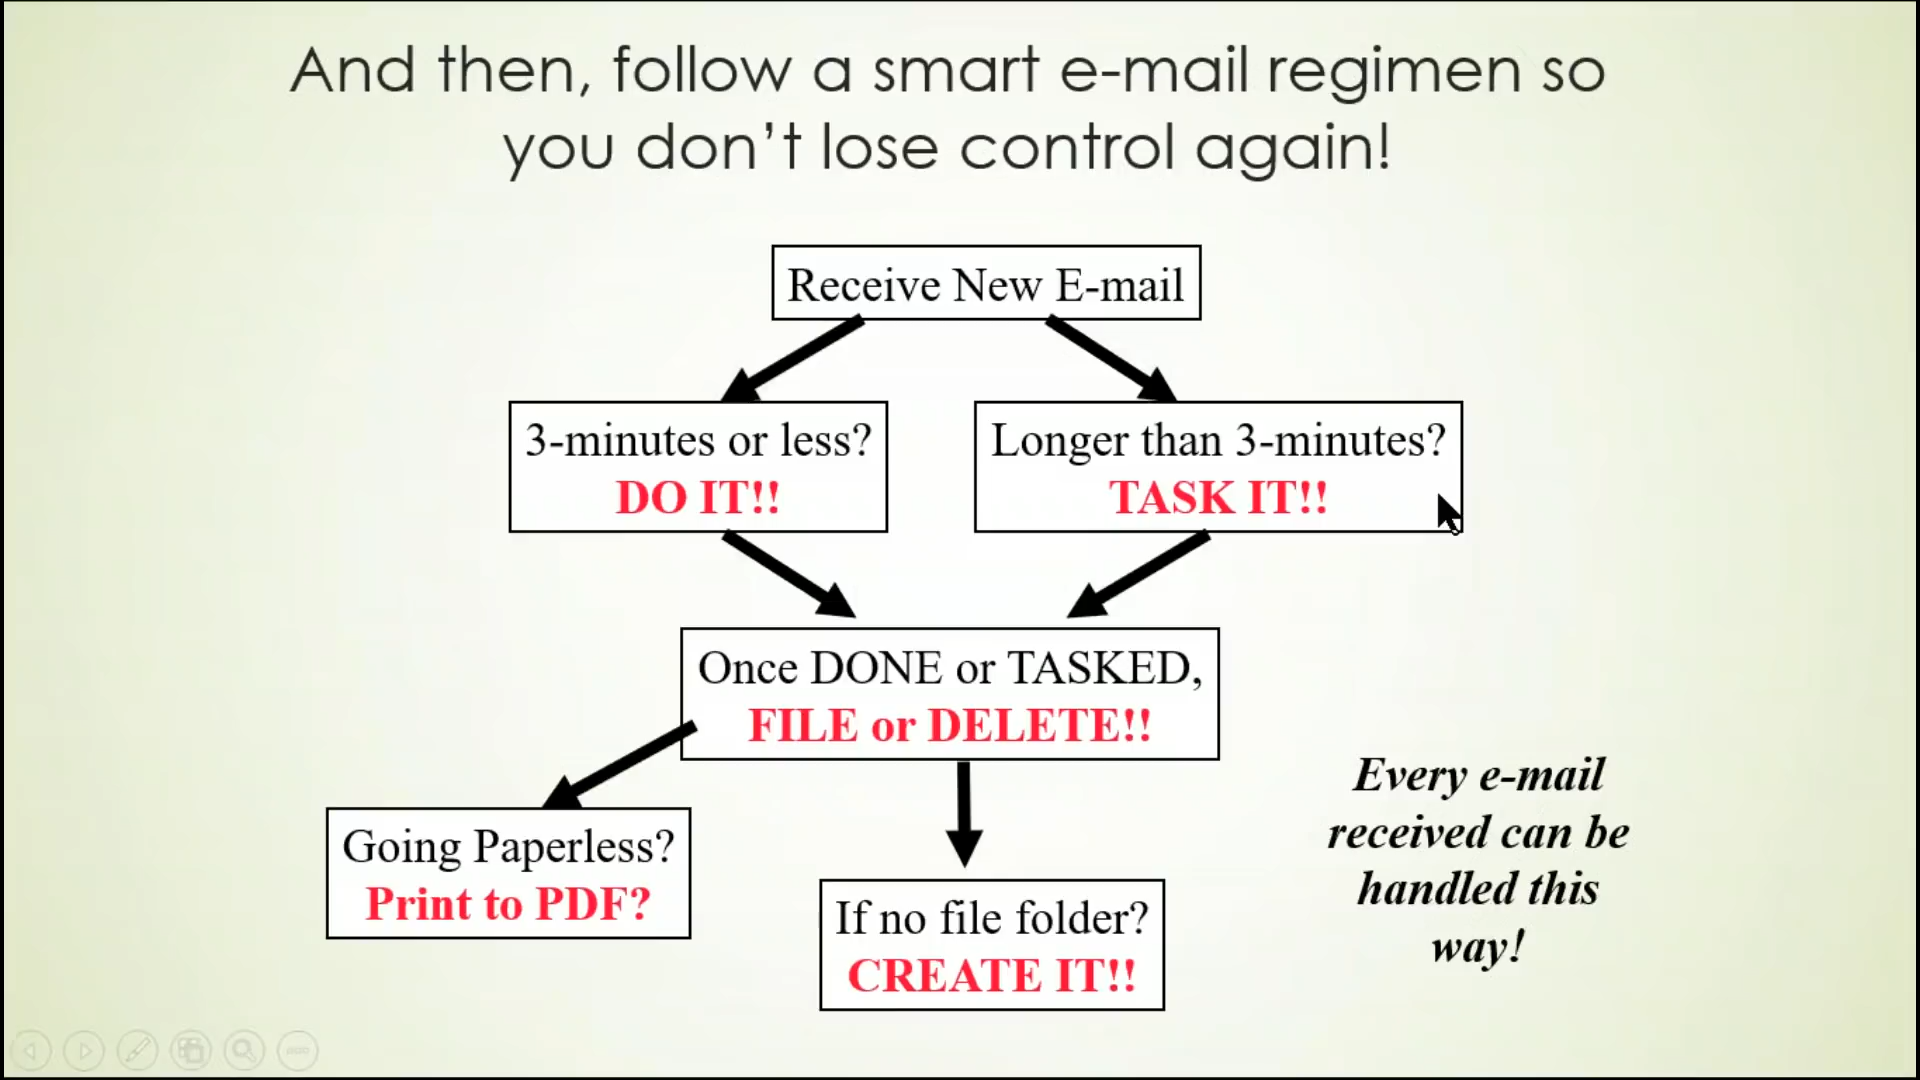 And then, follow a smart e-mail regimen so
you don’t lose control again!
Receive New E-mail
3-minutes or less?
DO IT!!
Longer than 3-minutes?
TASK IT!!
Once DONE or TASKED,
FILE or DELETE!!
Going Paperless?
Print to PDF?
If no file folder?
CREATE IT!!
Every e-mail
received can be
handled this
way!